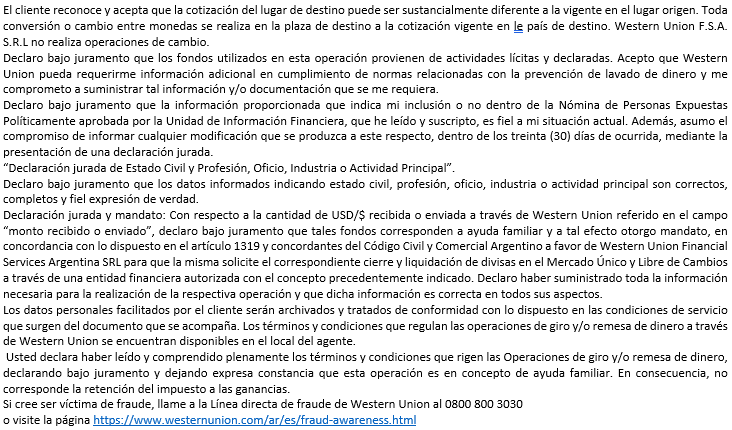 El cliente reconoce y acepta que la cotización del lugar de destino puede ser sustancialmente diferente a la vigente en el lugar origen. Toda
conversión o cambio entre monedas se realiza en la plaza de destino a la cotización vigente en le país de destino. Western Union F.S.A.
S.R.L no realiza operaciones de cambio.
Declaro bajo juramento que los fondos utilizados en esta operación provienen de actividades lícitas y declaradas. Acepto que Western
Union pueda requerirme información adicional en cumplimiento de normas relacionadas con la prevención de lavado de dinero y me
comprometo a suministrar tal información y/o documentación que se me requiera.
Declaro bajo juramento que la información proporcionada que indica mi inclusión o no dentro de la Nómina de Personas Expuestas
Políticamente aprobada por la Unidad de Información Financiera, que he leído y suscripto, es fiel a mi situación actual. Además, asumo el
compromiso de informar cualquier modificación que se produzca a este respecto, dentro de los treinta (30) días de ocurrida, mediante la
presentación de una declaración jurada.
“Declaración jurada de Estado Civil y Profesión, Oficio, Industria o Actividad Principal”.
Declaro bajo juramento que los datos informados indicando estado civil, profesión, oficio, industria o actividad principal son correctos,
completos y fiel expresión de verdad.
Declaración jurada y mandato: Con respecto a la cantidad de USD/$ recibida o enviada a través de Western Union referido en el campo
“monto recibido o enviado”, declaro bajo juramento que tales fondos corresponden a ayuda familiar y a tal efecto otorgo mandato, en
concordancia con lo dispuesto en el artículo 1319 y concordantes del Código Civil y Comercial Argentino a favor de Western Union Financial
Services Argentina SRL para que la misma solicite el correspondiente cierre y liquidación de divisas en el Mercado Único y Libre de Cambios
a través de una entidad financiera autorizada con el concepto precedentemente indicado. Declaro haber suministrado toda la información
necesaria para la realización de la respectiva operación y que dicha información es correcta en todos sus aspectos.
Los datos personales facilitados por el cliente serán archivados y tratados de conformidad con lo dispuesto en las condiciones de servicio
que surgen del documento que se acompaña. Los términos y condiciones que regulan las operaciones de giro y/o remesa de dinero a través
de Western Union se encuentran disponibles en el local del agente.
Usted declara haber leído y comprendido plenamente los términos y condiciones que rigen las Operaciones de giro y/o remesa de dinero,
declarando bajo juramento y dejando expresa constancia que esta operación es en concepto de ayuda familiar. En consecuencia, no
corresponde la retención del impuesto a las ganancias.
Si cree ser víctima de fraude, llame a la Línea directa de fraude de Western Union al 0800 800 3030
o visite la página https://www.westernunion.com/ar/es/fraud-awareness.html